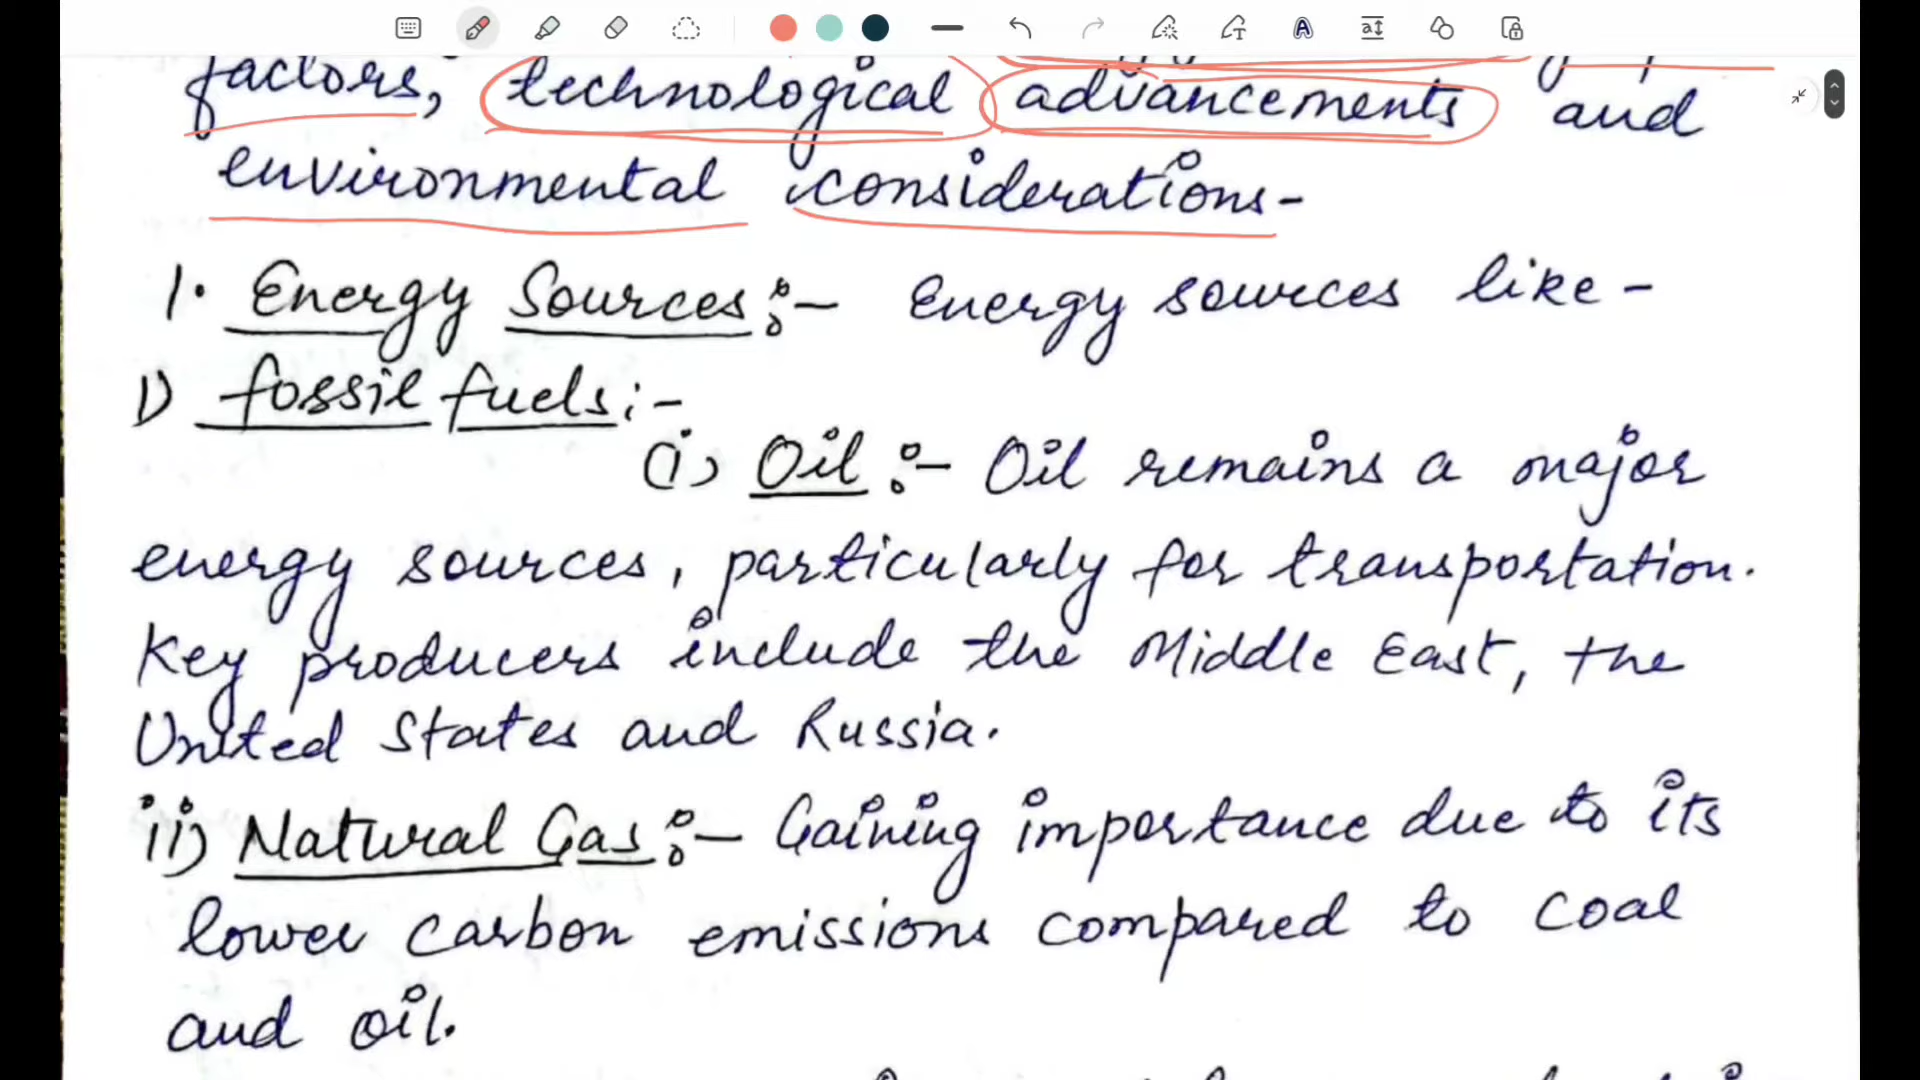 factors, technological advancements and
environmental considerations-
1. Energy Sources:- Energy sources like-
1) fossil fuels:-
(i) Oil:- Oil remains a major
energy sources, particularly for transportation.
Key producers include the Middle East, the
United States and Russia.
ii) Natural Gas:- Gaining importance due to its
lower carbon emissions compared to coal
and oil.